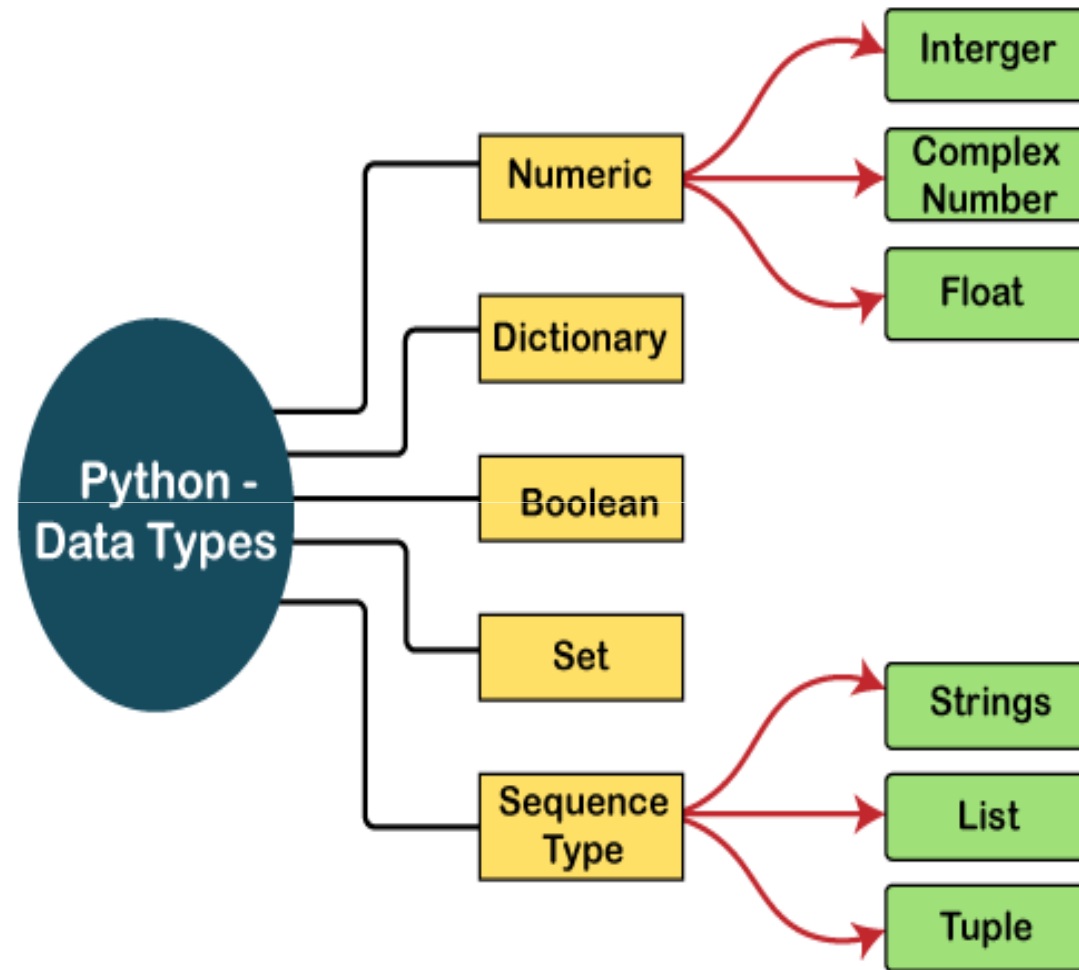 Python -
Data Types
Numeric
Dictionary
Boolean
Set
Sequence
Type
Interger
Complex
Number
Float
Strings
List
Tuple